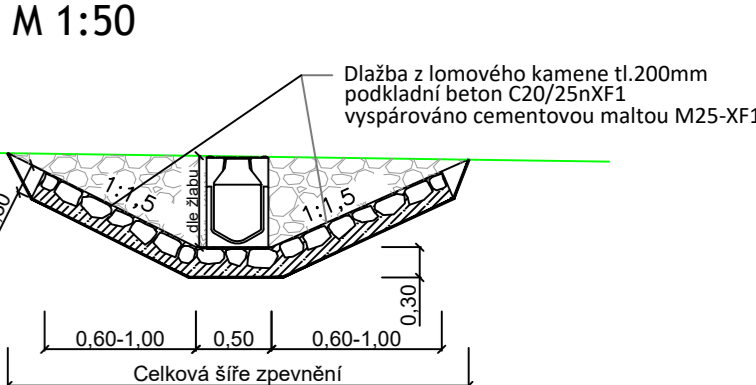 M 1:50
Dlažba z lomového kamene tl.200mm
podkladní beton C20/25nXF1
vyspárováno cementovou maltou M25-XF1
1:1,5
dle žlabu
1:1,5
0,30
0,60-1,00
0,50
0,60-1,00
Celková šíře zpevnění